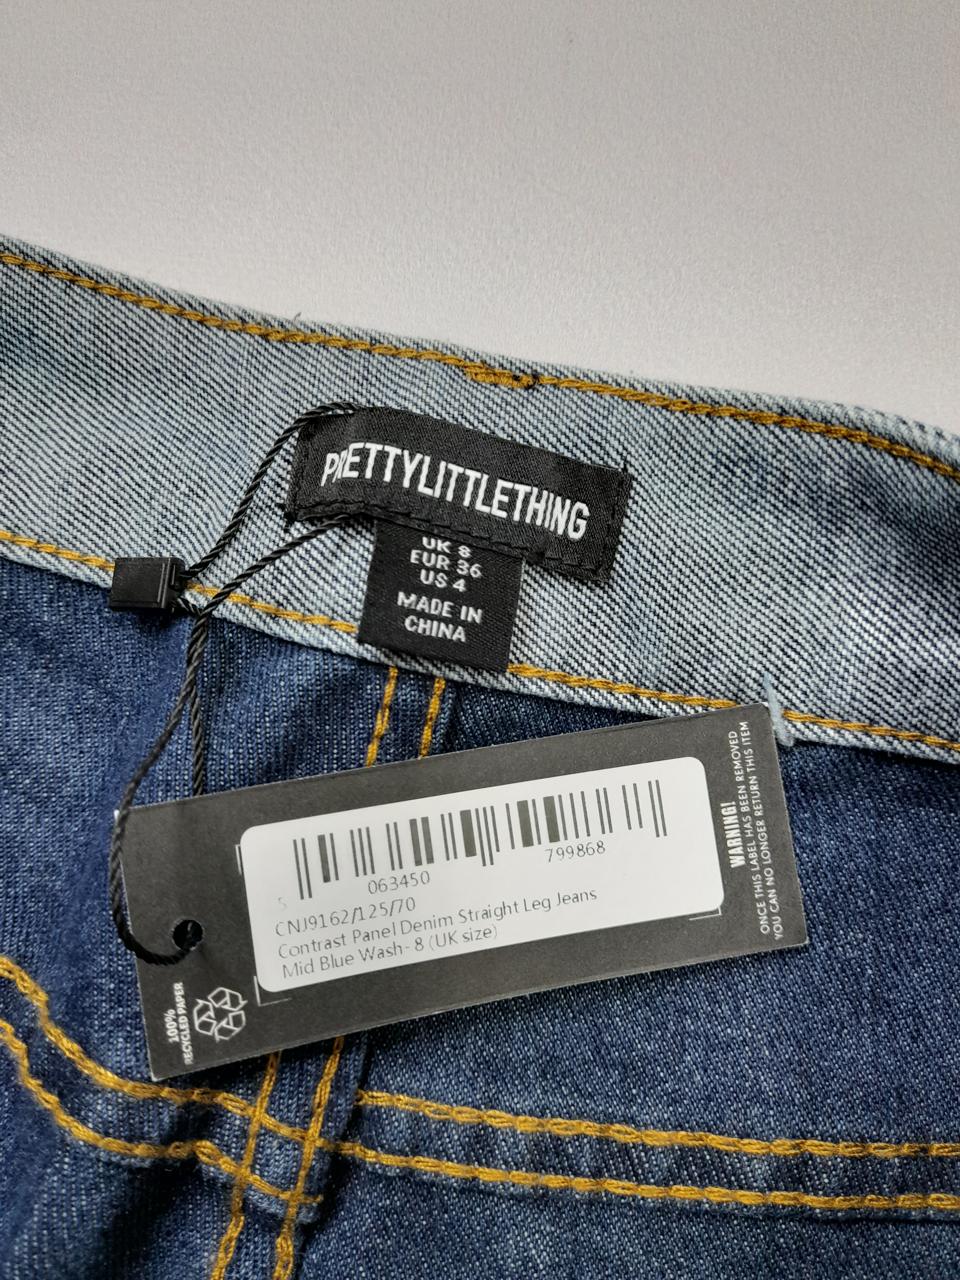 PRETTYLITTLETHING
UK 8
EUR 36
US 4
MADE IN
CHINA
5 063450 799868
CNJ9162/125/70
Contrast Panel Denim Straight Leg Jeans
Mid Blue Wash- 8 (UK size)
WARNING!
ONCE THIS LABEL HAS BEEN REMOVED
YOU CAN NO LONGER RETURN THIS ITEM
100%
RECYCLED PAPER